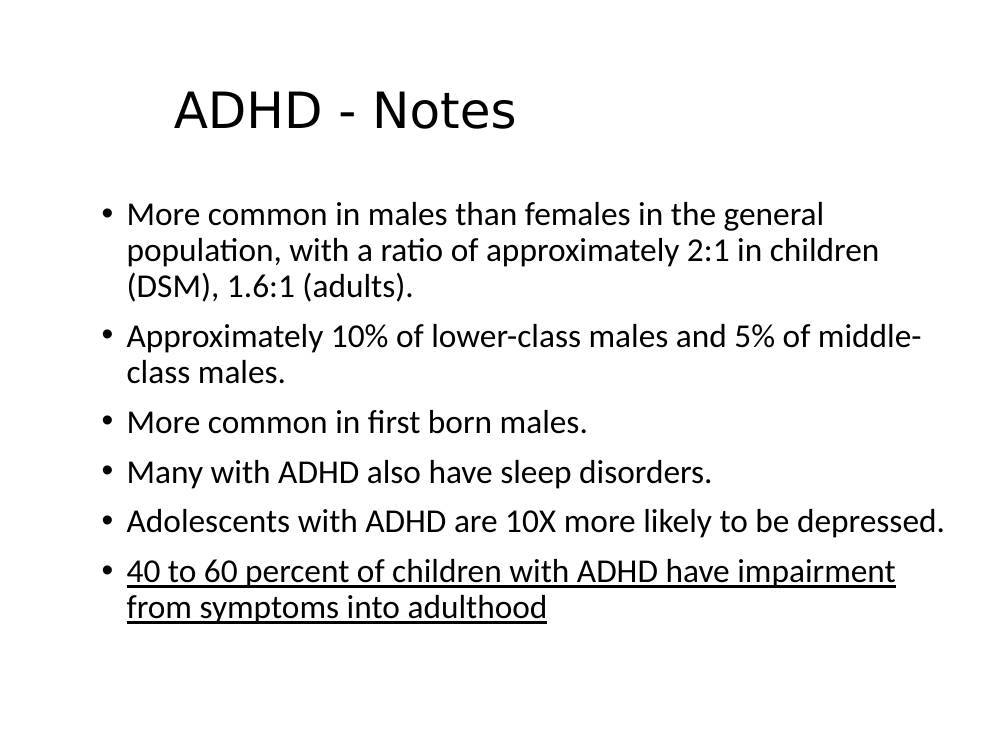 ADHD - Notes
• More common in males than females in the general
population, with a ratio of approximately 2:1 in children
(DSM), 1.6:1 (adults).
• Approximately 10% of lower-class males and 5% of middle-
class males.
• More common in first born males.
• Many with ADHD also have sleep disorders.
• Adolescents with ADHD are 10X more likely to be depressed.
• 40 to 60 percent of children with ADHD have impairment
from symptoms into adulthood